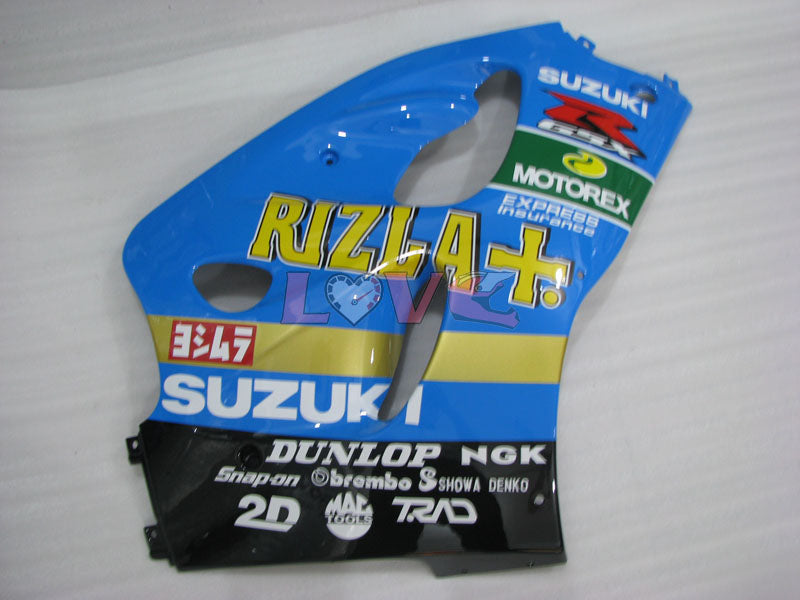 SUZUKI
R
GSX
MOTOREX
EXPRESS
insurance
RIZLA+.
LOVE
ヨシムラ
SUZUKI
DUNLOP NGK
Snap-on brembo S SHOWA DENKO
2D MAC TOOLS TRAD